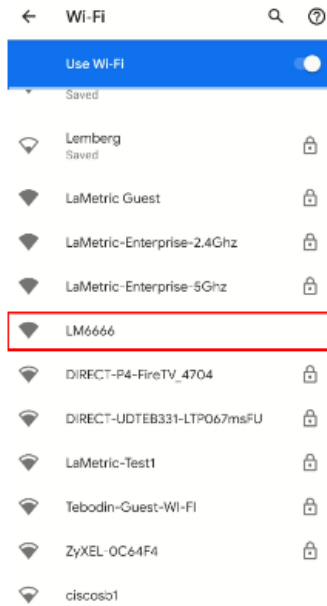 Wi-Fi
Use Wi-Fi
Saved
Lemberg
Saved
LaMetric Guest
LaMetric-Enterprise-2.4Ghz
LaMetric-Enterprise-5Ghz
LM6666
DIRECT-P4-FireTV_4704
DIRECT-UDTEB331-LTP067msFU
LaMetric-Test1
Tebodin-Guest-WI-FI
ZyXEL-0C64F4
ciscosb1